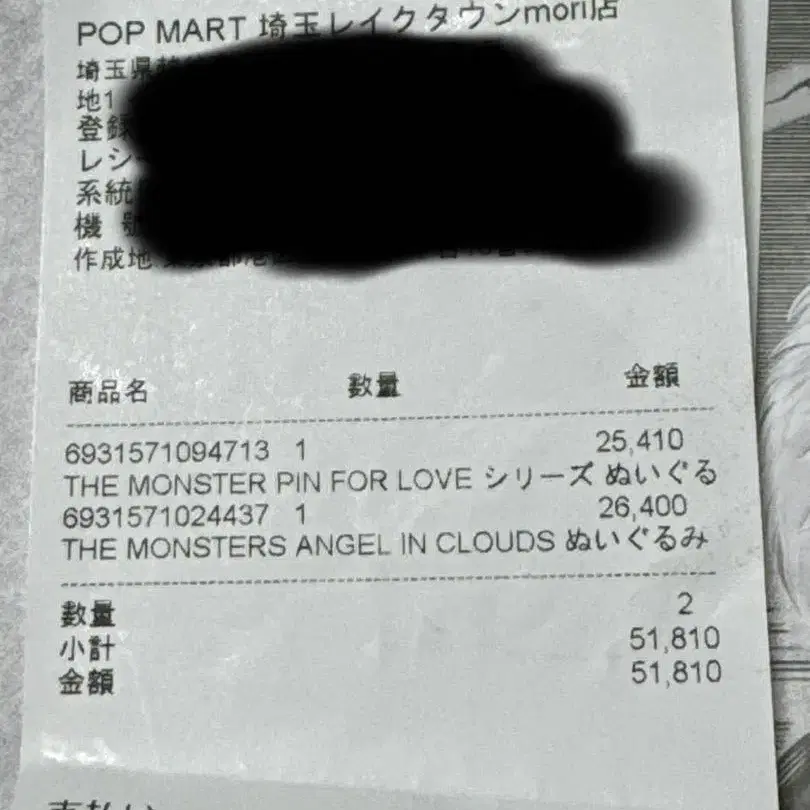 POP MART 埼玉レイクタウンmori店
埼玉県
地1
登録
レシ
系統
機 號
作成地
商品名 數量 金額
6931571094713 1 25,410
THE MONSTER PIN FOR LOVE シリーズ ぬいぐる
6931571024437 1 26,400
THE MONSTERS ANGEL IN CLOUDS ぬいぐるみ
數量 2
小計 51,810
金額 51,810